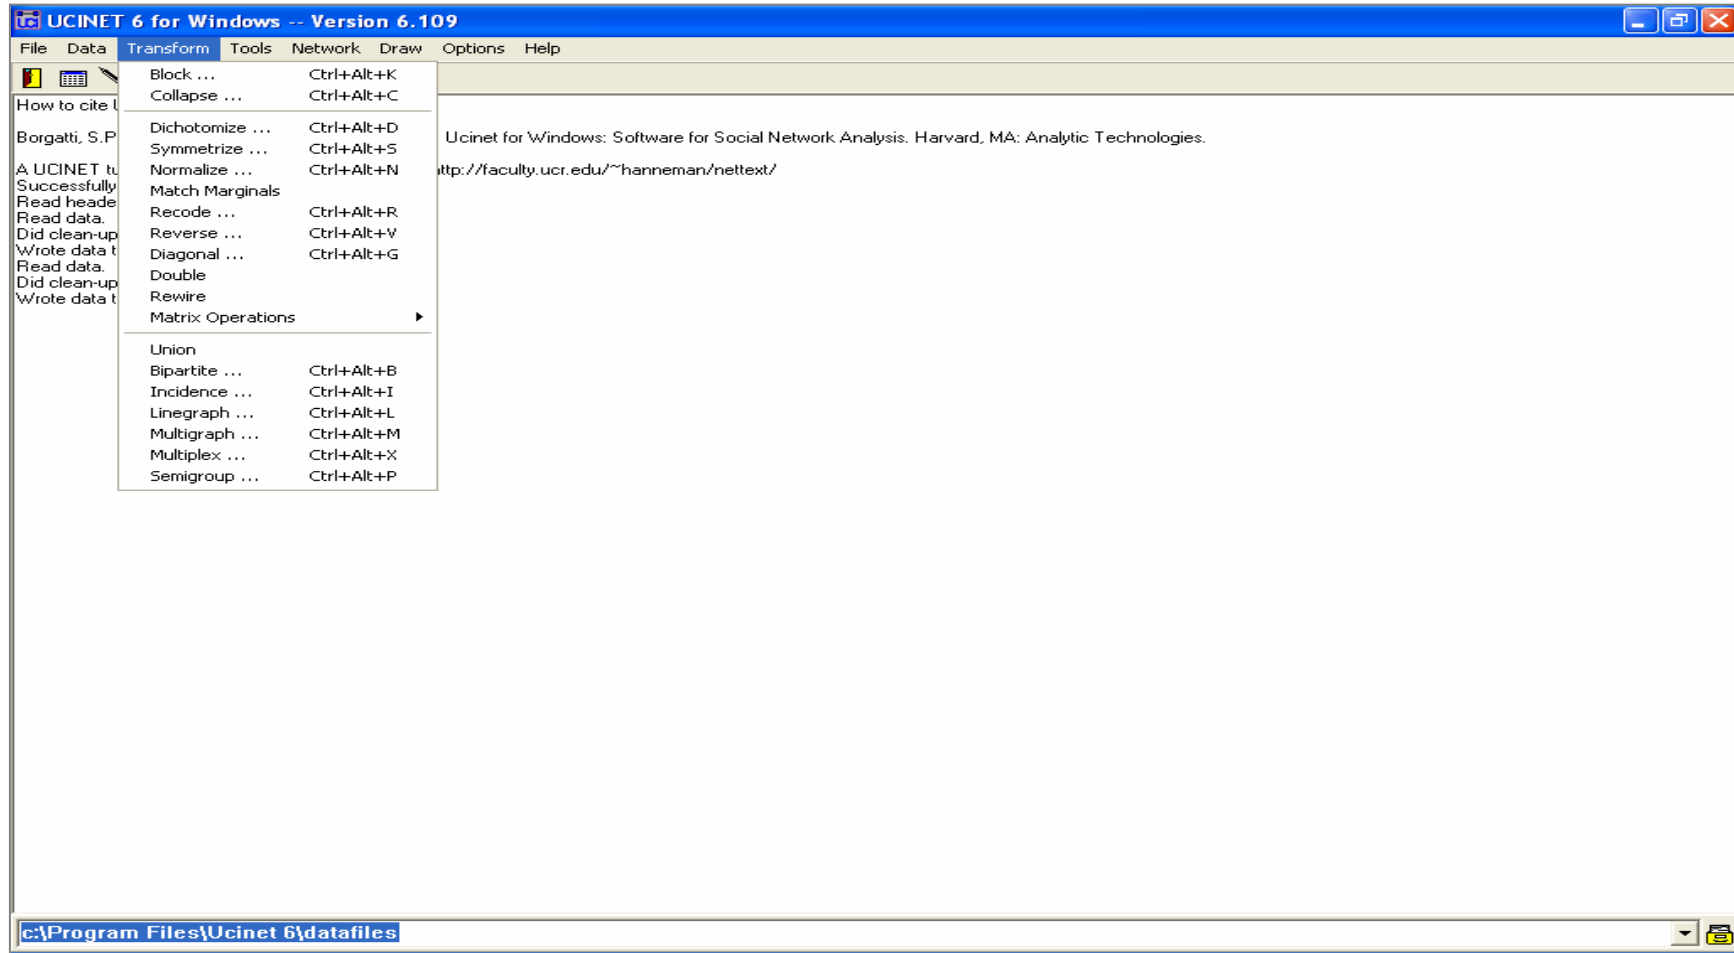 UCINET 6 for Windows -- Version 6.109
File Data Transform Tools Network Draw Options Help
Block ... Ctrl+Alt+K
Collapse ... Ctrl+Alt+C
Dichotomize ... Ctrl+Alt+D
Symmetrize ... Ctrl+Alt+S
Normalize ... Ctrl+Alt+N
Match Marginals
Recode ... Ctrl+Alt+R
Reverse ... Ctrl+Alt+V
Diagonal ... Ctrl+Alt+G
Double
Rewire
Matrix Operations
Union
Bipartite ... Ctrl+Alt+B
Incidence ... Ctrl+Alt+I
Linegraph ... Ctrl+Alt+L
Multigraph ... Ctrl+Alt+M
Multiplex ... Ctrl+Alt+X
Semigroup ... Ctrl+Alt+P
How to cite
Borgatti, S.P Ucinet for Windows: Software for Social Network Analysis. Harvard, MA: Analytic Technologies.
A UCINET tu ttp://faculty.ucr.edu/~hanneman/nettext/
Successfully
Read heade
Read data.
Did clean-up
Wrote data t
Read data.
Did clean-up
Wrote data t
c:\Program Files\Ucinet 6\datafiles